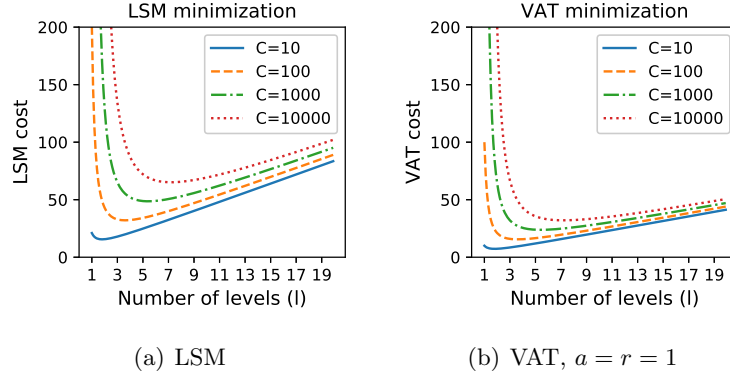 LSM minimization
200
150
100
50
0
LSM cost
C=10
C=100
C=1000
C=10000
1 3 5 7 9 11 13 15 17 19
Number of levels (l)
(a) LSM
VAT minimization
200
150
100
50
0
VAT cost
C=10
C=100
C=1000
C=10000
1 3 5 7 9 11 13 15 17 19
Number of levels (l)
(b) VAT, a = r = 1